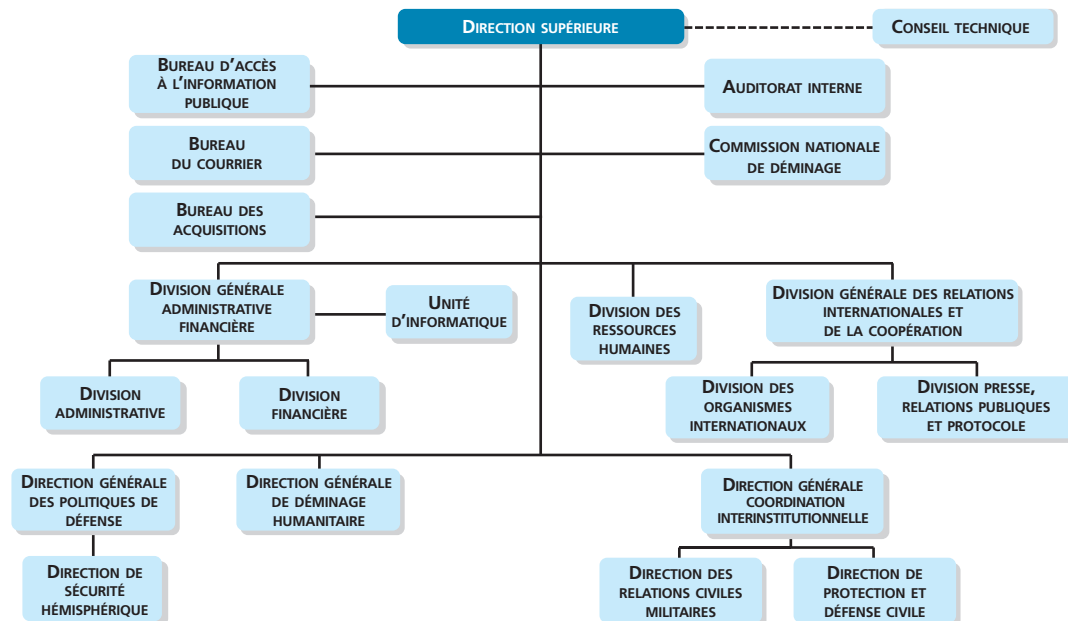 DIRECTION SUPÉRIEURE
CONSEIL TECHNIQUE
BUREAU D'ACCÈS
À L'INFORMATION
PUBLIQUE
AUDITORAT INTERNE
BUREAU
DU COURRIER
COMMISSION NATIONALE
DE DÉMINAGE
BUREAU DES
ACQUISITIONS
DIVISION GÉNÉRALE
ADMINISTRATIVE
FINANCIÈRE
UNITÉ
D'INFORMATIQUE
DIVISION DES
RESSOURCES
HUMAINES
DIVISION GÉNÉRALE DES RELATIONS
INTERNATIONALES ET
DE LA COOPÉRATION
DIVISION
ADMINISTRATIVE
DIVISION
FINANCIÈRE
DIVISION DES
ORGANISMES
INTERNATIONAUX
DIVISION PRESSE,
RELATIONS PUBLIQUES
ET PROTOCOLE
DIRECTION GÉNÉRALE
DES POLITIQUES DE
DÉFENSE
DIRECTION GÉNÉRALE
DE DÉMINAGE
HUMANITAIRE
DIRECTION GÉNÉRALE
COORDINATION
INTERINSTITUTIONNELLE
DIRECTION DE
SÉCURITÉ
HÉMISPHÉRIQUE
DIRECTION DES
RELATIONS CIVILES
MILITAIRES
DIRECTION DE
PROTECTION ET
DÉFENSE CIVILE